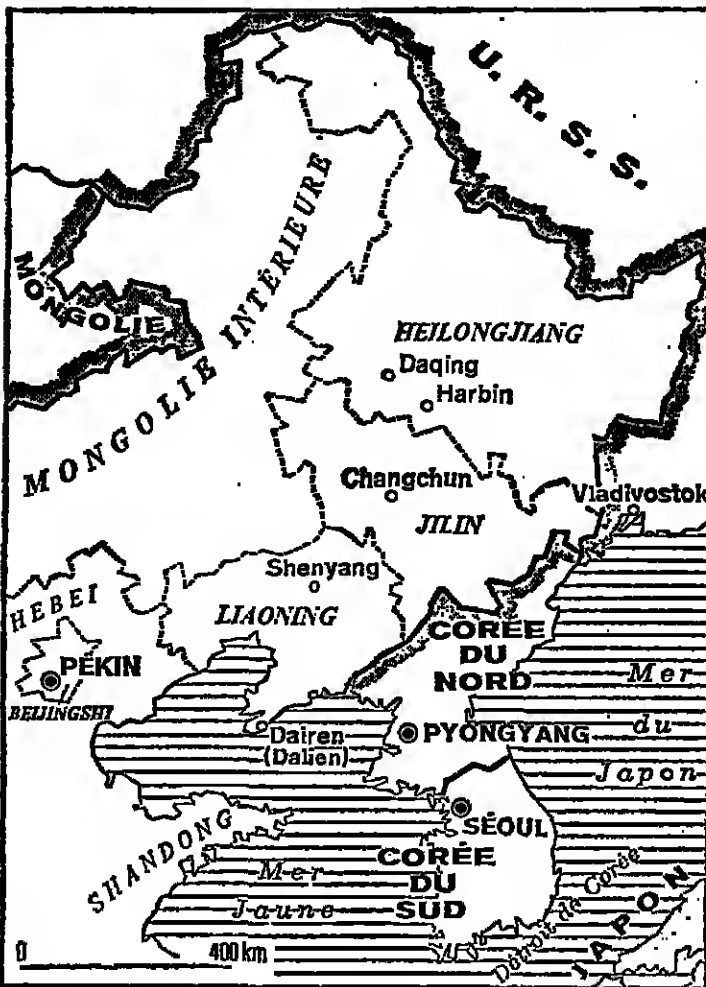 U. R. S. S.
MONGOLIE
MONGOLIE INTÉRIEURE
HEILONGJIANG
Daqing
Harbin
Changchun
Vladivostok
JILIN
Shenyang
HEBEI
LIAONING
CORÉE
DU
NORD
PÉKIN
BEIJINGSHI
Mer
du
Japon
Dairen
(Dalien)
PYONGYANG
SÉOUL
SHANDONG
Mer
Jaune
CORÉE
DU
SUD
Détroit de Corée
JAPON
0 400 km